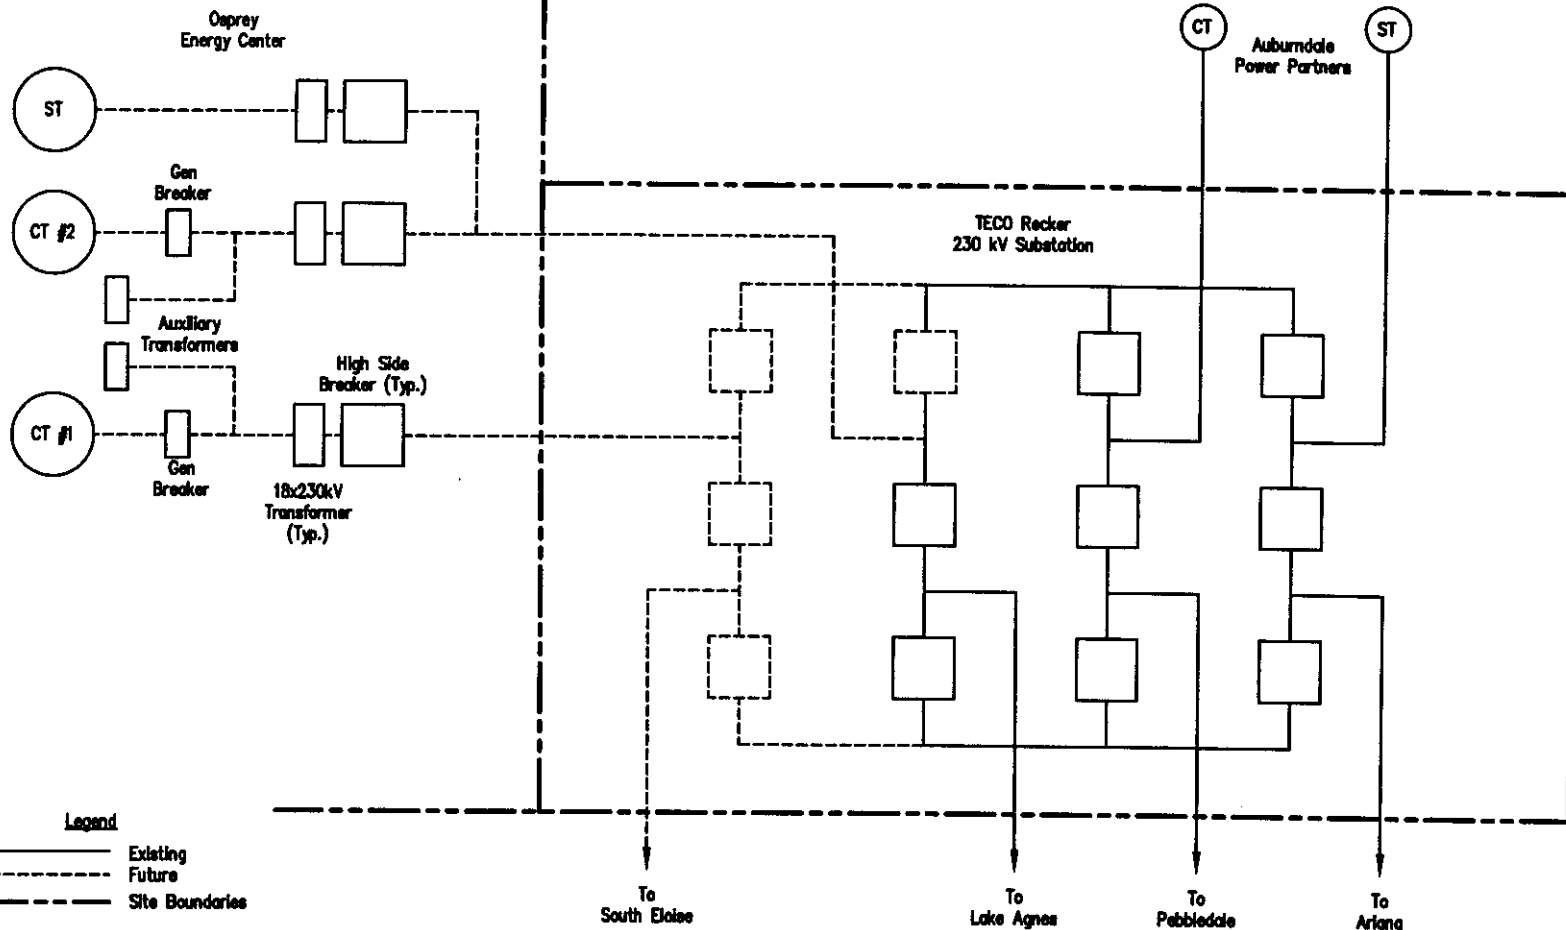 Osprey
Energy Center
ST
Gen
Breaker
CT #2
Auxiliary
Transformers
High Side
Breaker (Typ.)
CT #1
Gen
Breaker
18x230kV
Transformer
(Typ.)
CT
Auburndale
Power Partners
ST
TECO Recker
230 kV Substation
Legend
Existing
Future
Site Boundaries
To
South Eloise
To
Lake Agnes
To
Pebbledale
To
Ariana